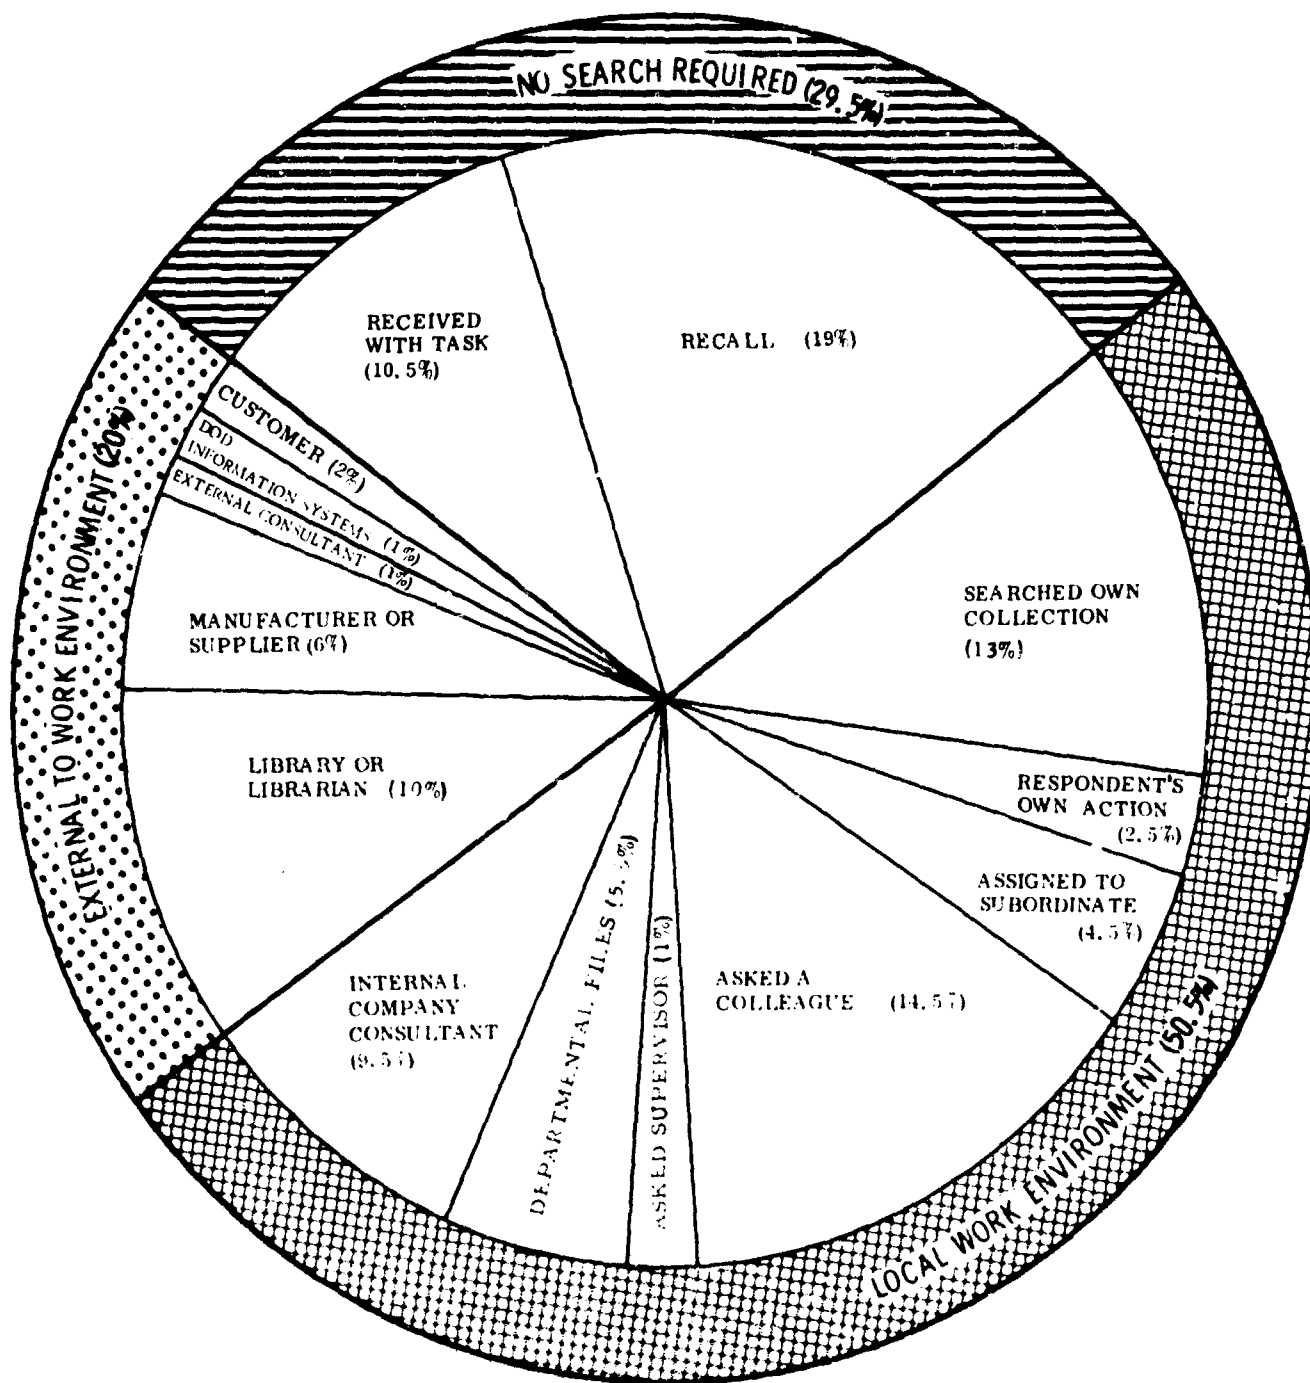 NO SEARCH REQUIRED (29.5%)
RECEIVED
WITH TASK
(10.5%)
RECALL (19%)
CUSTOMER (2%)
DOD
INFORMATION SYSTEMS (1%)
EXTERNAL CONSULTANT (1%)
MANUFACTURER OR
SUPPLIER (6%)
EXTERNAL TO WORK ENVIRONMENT (20%)
LIBRARY OR
LIBRARIAN (10%)
SEARCHED OWN
COLLECTION
(13%)
RESPONDENT'S
OWN ACTION
(2.5%)
ASSIGNED TO
SUBORDINATE
(4.5%)
ASKED A
COLLEAGUE (14.5%
ASKED SUPERVISOR (1%)
DEPARTMENTAL FILES
INTERNAL
COMPANY
CONSULTANT
(9.5%)
LOCAL WORK ENVIRONMENT (50.5%)